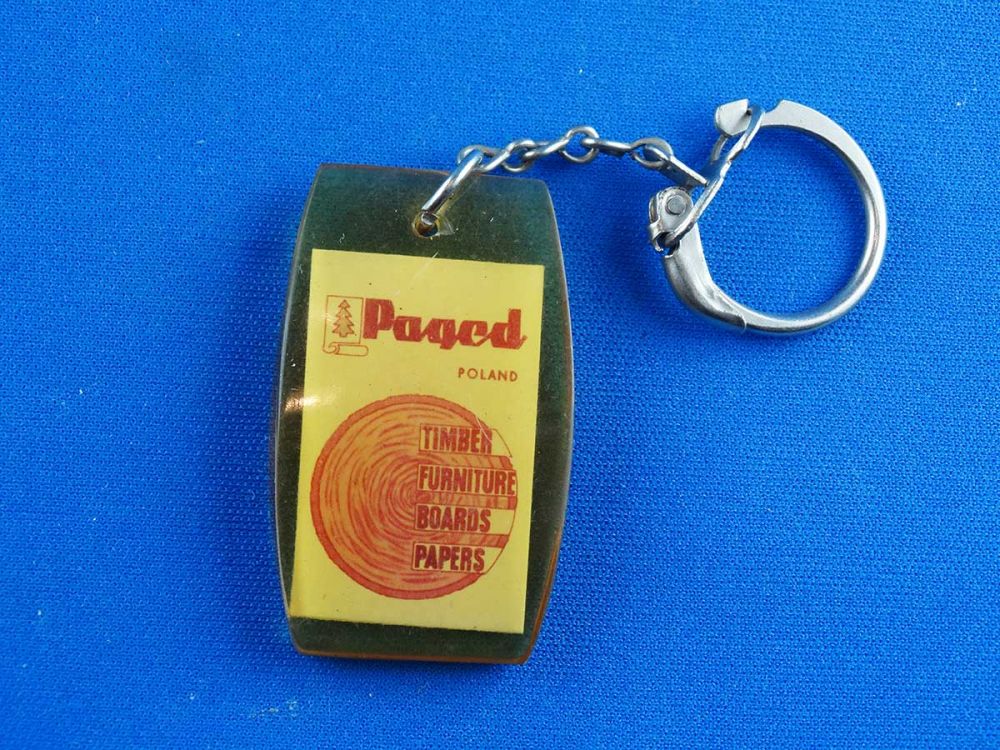 Paged
POLAND
TIMBER
FURNITURE
BOARDS
PAPERS